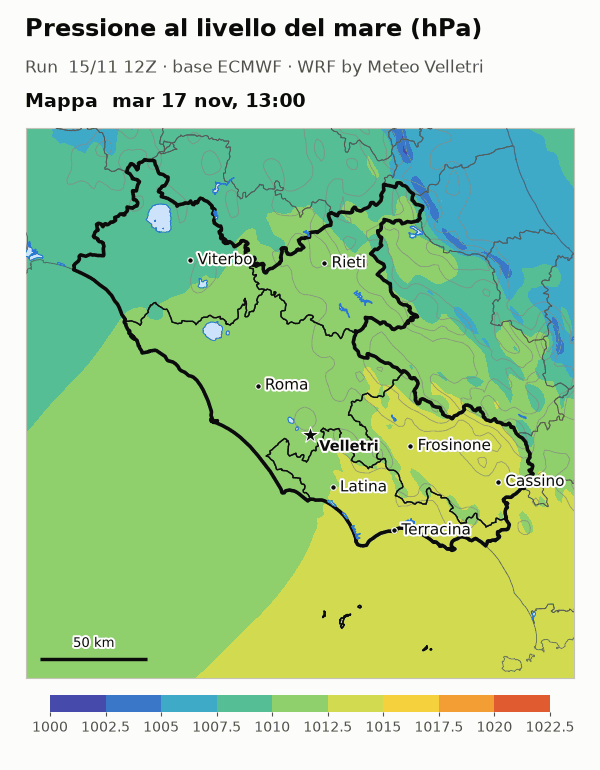 Pressione al livello del mare (hPa)
Run 15/11 12Z · base ECMWF · WRF by Meteo Velletri
Mappa mar 17 nov, 13:00
Viterbo
Rieti
Roma
Velletri
Frosinone
Cassino
Latina
Terracina
50 km
1000 1002.5 1005 1007.5 1010 1012.5 1015 1017.5 1020 1022.5